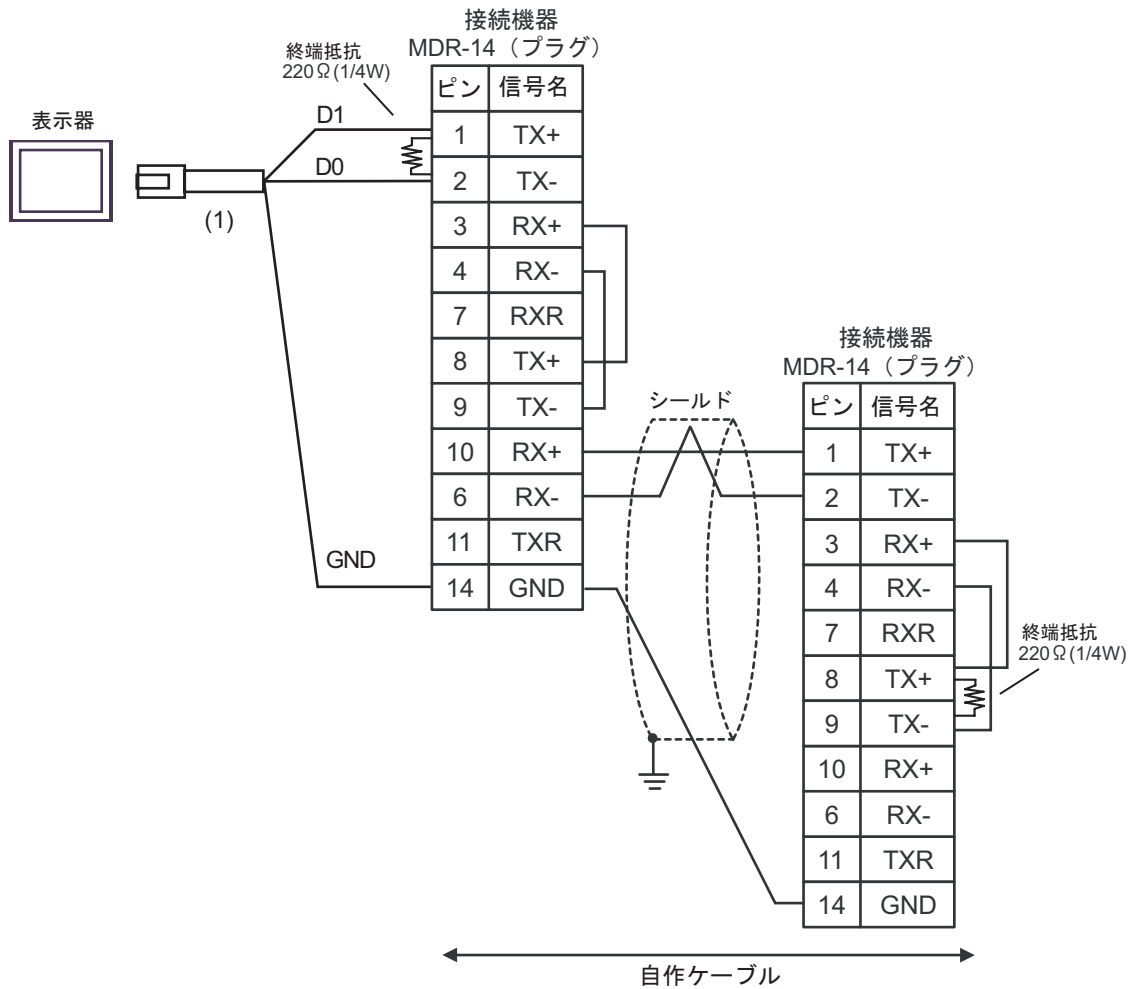 接続機器
MDR-14（プラグ）
終端抵抗
220Ω(1/4W)
表示器
(1)
D1
D0
GND
ピン 信号名
1 TX+
2 TX-
3 RX+
4 RX-
7 RXR
8 TX+
9 TX-
10 RX+
6 RX-
11 TXR
14 GND
シールド
接続機器
MDR-14（プラグ）
ピン 信号名
1 TX+
2 TX-
3 RX+
4 RX-
7 RXR
8 TX+
9 TX-
10 RX+
6 RX-
11 TXR
14 GND
終端抵抗
220Ω(1/4W)
自作ケーブル